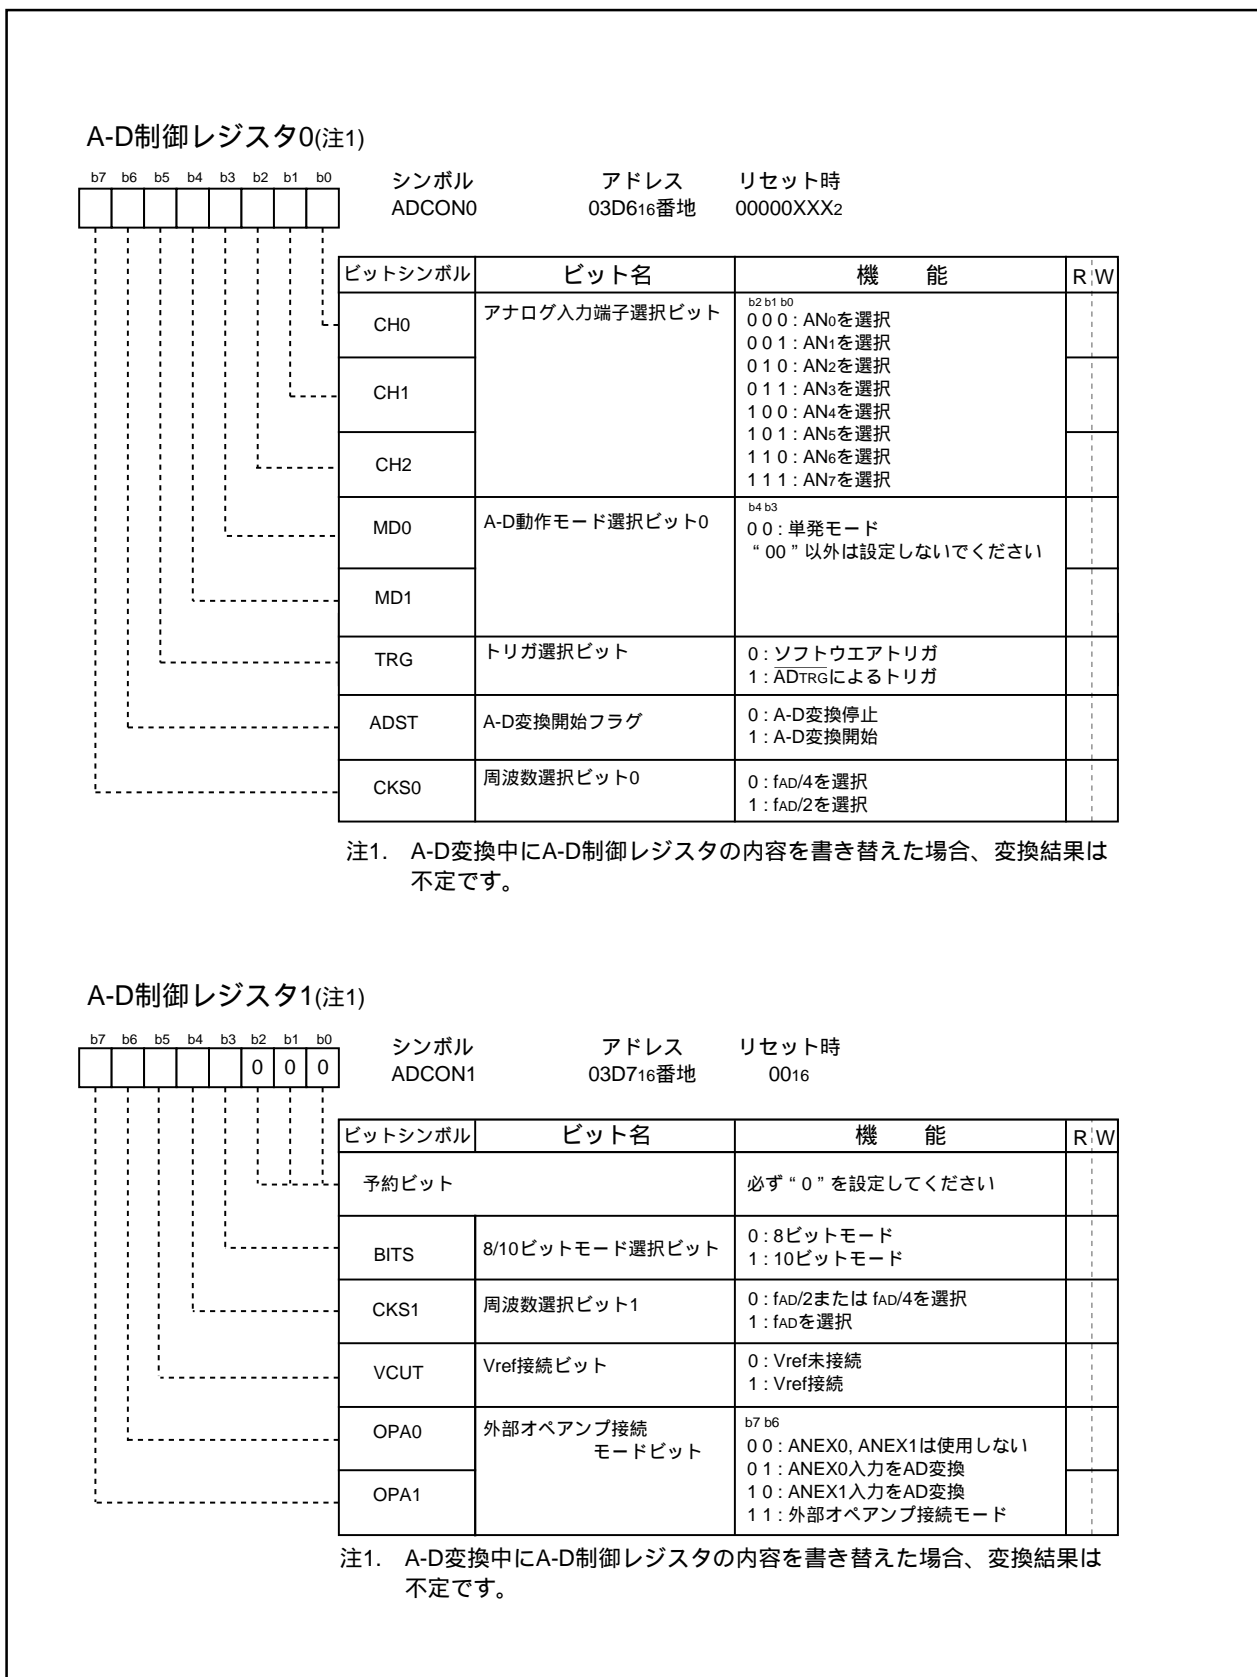 A-D制御レジスタ0(注1)
b7 b6 b5 b4 b3 b2 b1 b0
シンボル アドレス リセット時
ADCON0 03D616番地 00000XXX2
ビットシンボル ビット名 機 能 R W
CH0 アナログ入力端子選択ビット
b2 b1 b0
0 0 0 : AN0を選択
0 0 1 : AN1を選択
0 1 0 : AN2を選択
CH1
0 1 1 : AN3を選択
1 0 0 : AN4を選択
1 0 1 : AN5を選択
CH2
1 1 0 : AN6を選択
1 1 1 : AN7を選択
MD0 A-D動作モード選択ビット0
b4 b3
0 0 : 単発モード
“ 00 ” 以外は設定しないでください
MD1
TRG トリガ選択ビット 0 : ソフトウエアトリガ
1 : ADTRGによるトリガ
ADST A-D変換開始フラグ 0 : A-D変換停止
1 : A-D変換開始
CKS0 周波数選択ビット0 0 : fAD/4を選択
1 : fAD/2を選択
注1. A-D変換中にA-D制御レジスタの内容を書き替えた場合、変換結果は
不定です。
A-D制御レジスタ1(注1)
b7 b6 b5 b4 b3 b2 b1 b0
0 0 0
シンボル アドレス リセット時
ADCON1 03D716番地 0016
ビットシンボル ビット名 機 能 R W
予約ビット 必ず “ 0 ” を設定してください
BITS 8/10ビットモード選択ビット 0 : 8ビットモード
1 : 10ビットモード
CKS1 周波数選択ビット1 0 : fAD/2または fAD/4を選択
1 : fADを選択
VCUT Vref接続ビット 0 : Vref未接続
1 : Vref接続
OPA0 外部オペアンプ接続
モードビット
b7 b6
0 0 : ANEX0, ANEX1は使用しない
0 1 : ANEX0入力をAD変換
OPA1
1 0 : ANEX1入力をAD変換
1 1 : 外部オペアンプ接続モード
注1. A-D変換中にA-D制御レジスタの内容を書き替えた場合、変換結果は
不定です。